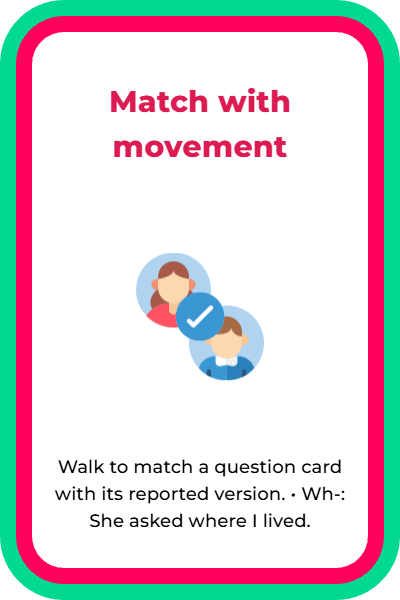 Match with
movement
Walk to match a question card
with its reported version. • Wh-:
She asked where I lived.